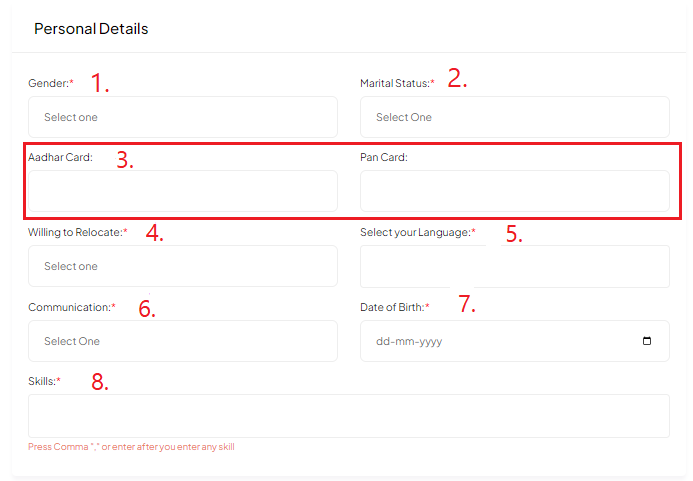 Personal Details
Gender:* 1. Marital Status:* 2.
Select one Select One
Aadhar Card: 3. Pan Card:
Willing to Relocate:* 4. Select your Language:* 5.
Select one
Communication:* 6. Date of Birth:* 7.
Select One dd-mm-yyyy
Skills:* 8.
Press Comma "," or enter after you enter any skill